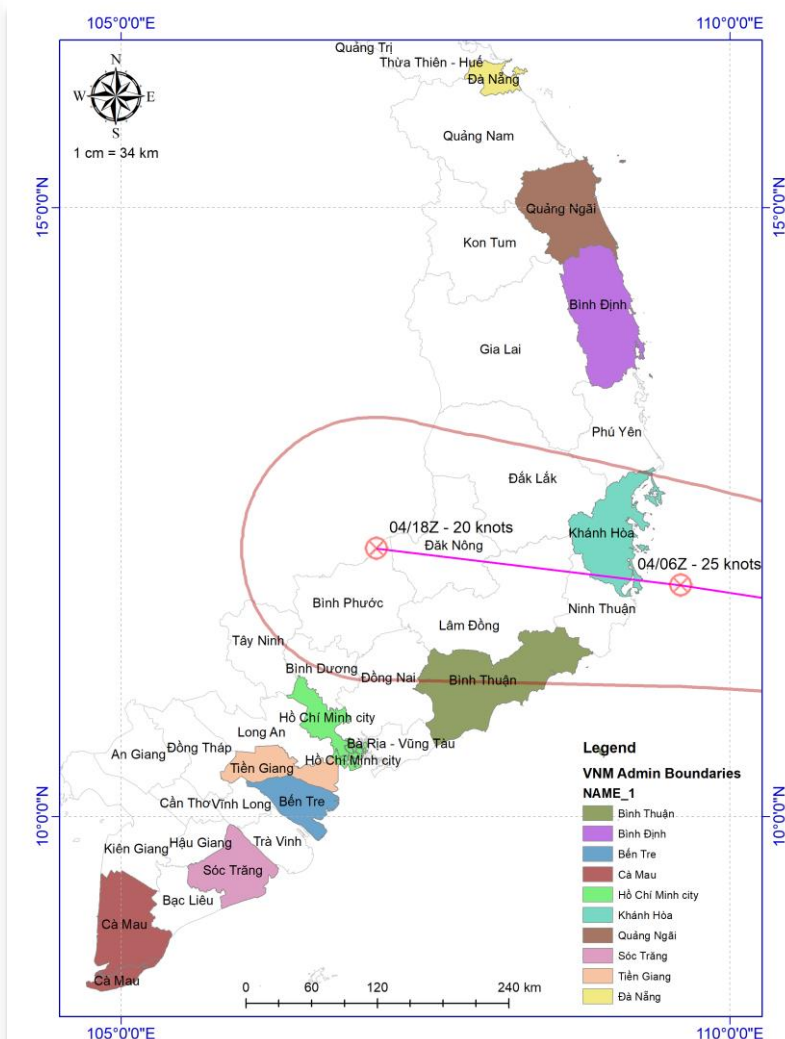 105°0'0"E
110°0'0"E
N
W
E
S
1 cm = 34 km
Quảng Trị
Thừa Thiên - Huế
Đà Nẵng
Quảng Nam
15°0'0"N
15°0'0"N
Quảng Ngãi
Kon Tum
Bình Định
Gia Lai
Phú Yên
Đắk Lắk
04/18Z - 20 knots
Khánh Hòa
Đăk Nông
04/06Z - 25 knots
Bình Phước
Ninh Thuận
Lâm Đồng
Tây Ninh
Bình Dương
Đồng Nai
Bình Thuận
Hồ Chí Minh city
Long An
Đồng Tháp
An Giang
Bà Rịa - Vũng Tàu
Hồ Chí Minh city
Tiền Giang
Cần Thơ
Vĩnh Long
Bến Tre
10°0'0"N
10°0'0"N
Kiên Giang
Hậu Giang
Trà Vinh
Sóc Trăng
Bạc Liêu
Cà Mau
Cà Mau
Legend
VNM Admin Boundaries
NAME_1
Bình Thuận
Bình Định
Bến Tre
Cà Mau
Hồ Chí Minh city
Khánh Hòa
Quảng Ngãi
Sóc Trăng
Tiền Giang
Đà Nẵng
0 60 120 240 km
105°0'0"E
110°0'0"E